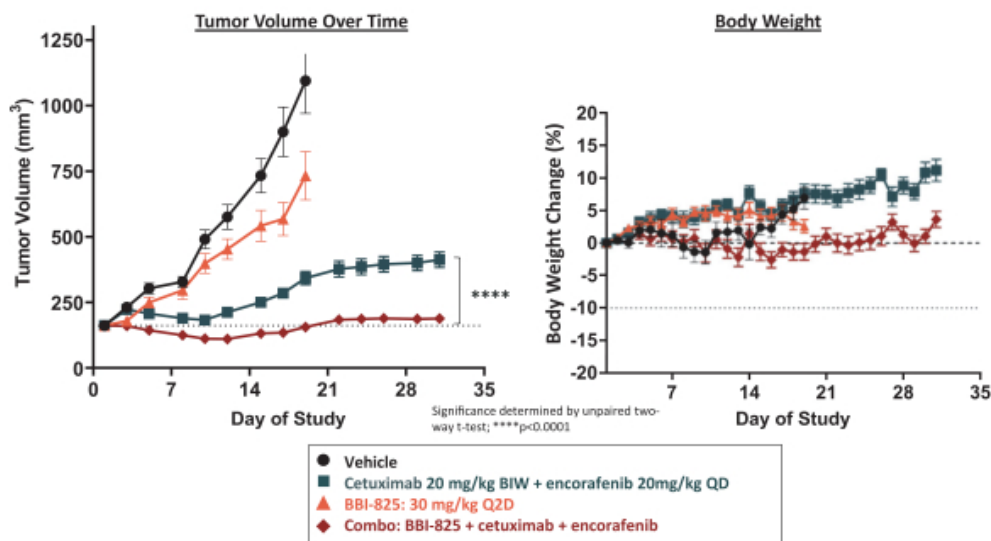 Tumor Volume Over Time
Body Weight
Tumor Volume (mm³)
1250
1000
750
500
250
0
0
7
14
21
28
35
Day of Study
****
Significance determined by unpaired two-
way t-test; ****p<0.0001
Body Weight Change (%)
20
15
10
5
0
-5
-10
-15
-20
7
14
21
28
35
Day of Study
Vehicle
Cetuximab 20 mg/kg BIW + encorafenib 20mg/kg QD
BBI-825: 30 mg/kg Q2D
Combo: BBI-825 + cetuximab + encorafenib